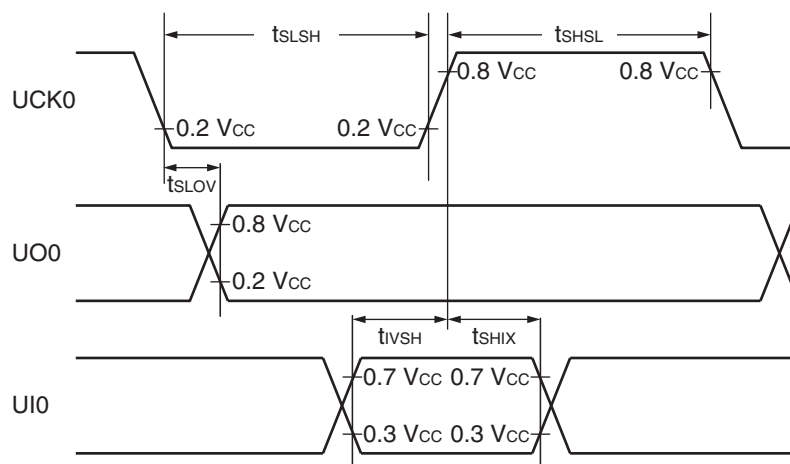 tSLSH tSHSL
UCK0
0.8 VCC 0.8 VCC
0.2 VCC 0.2 VCC
tSLOV
UO0
0.8 VCC
0.2 VCC
tIVSH tSHIX
UI0
0.7 VCC 0.7 VCC
0.3 VCC 0.3 VCC